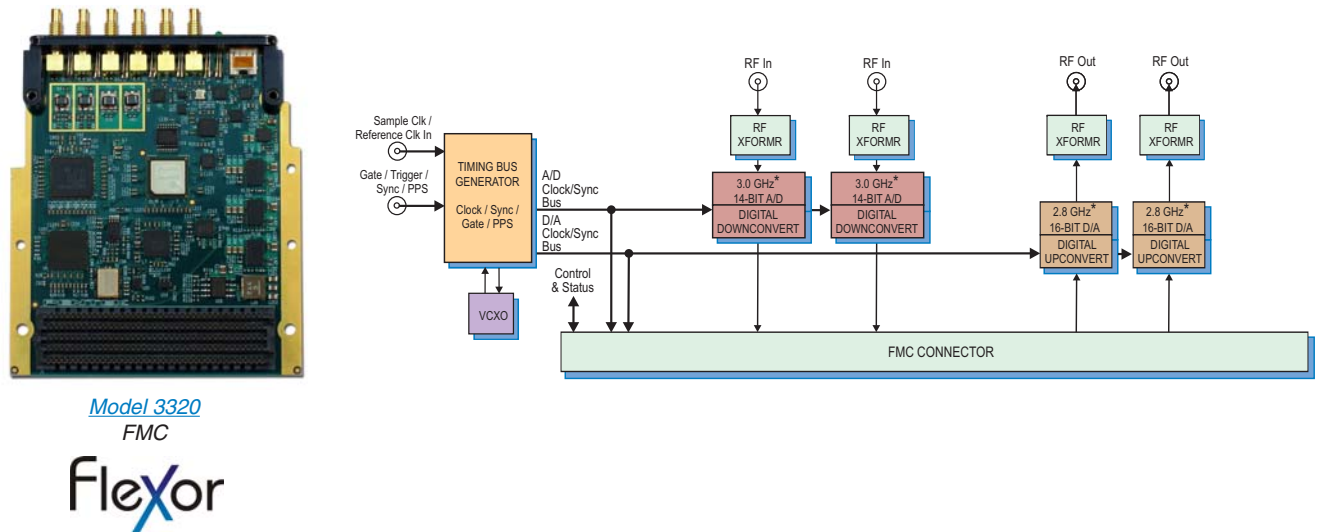 Model 3320
FMC
Flexor
Sample Clk /
Reference Clk In
Gate / Trigger /
Sync / PPS
TIMING BUS
GENERATOR
Clock / Sync /
Gate / PPS
VCXO
A/D
Clock/Sync
Bus
D/A
Clock/Sync
Bus
Control
& Status
RF In
RF
XFORMR
3.0 GHz*
14-BIT A/D
DIGITAL
DOWNCONVERT
RF In
RF
XFORMR
3.0 GHz*
14-BIT A/D
DIGITAL
DOWNCONVERT
RF Out
RF
XFORMR
2.8 GHz*
16-BIT D/A
DIGITAL
UPCONVERT
RF Out
RF
XFORMR
2.8 GHz*
16-BIT D/A
DIGITAL
UPCONVERT
FMC CONNECTOR